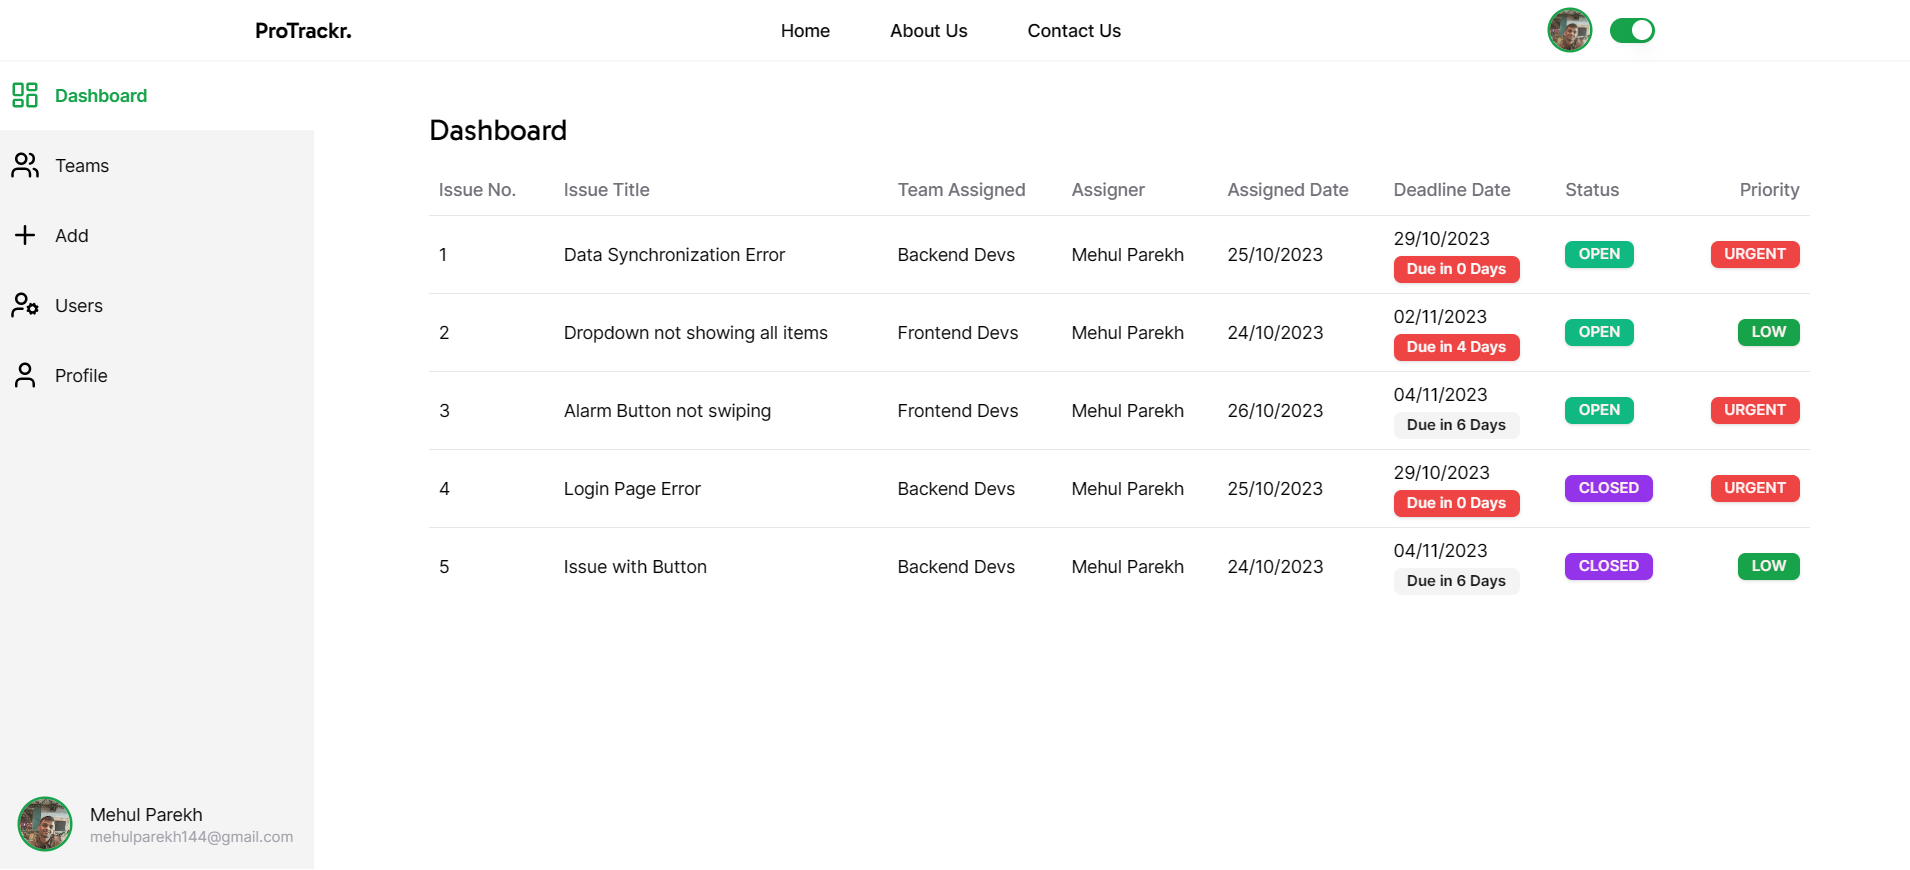 ProTrackr.
Home About Us Contact Us
Dashboard
Teams
Add
Users
Profile
Dashboard
Issue No. Issue Title Team Assigned Assigner Assigned Date Deadline Date Status Priority
1 Data Synchronization Error Backend Devs Mehul Parekh 25/10/2023 29/10/2023 OPEN URGENT
Due in 0 Days
2 Dropdown not showing all items Frontend Devs Mehul Parekh 24/10/2023 02/11/2023 OPEN LOW
Due in 4 Days
3 Alarm Button not swiping Frontend Devs Mehul Parekh 26/10/2023 04/11/2023 OPEN URGENT
Due in 6 Days
4 Login Page Error Backend Devs Mehul Parekh 25/10/2023 29/10/2023 CLOSED URGENT
Due in 0 Days
5 Issue with Button Backend Devs Mehul Parekh 24/10/2023 04/11/2023 CLOSED LOW
Due in 6 Days
Mehul Parekh
mehulparekh144@gmail.com